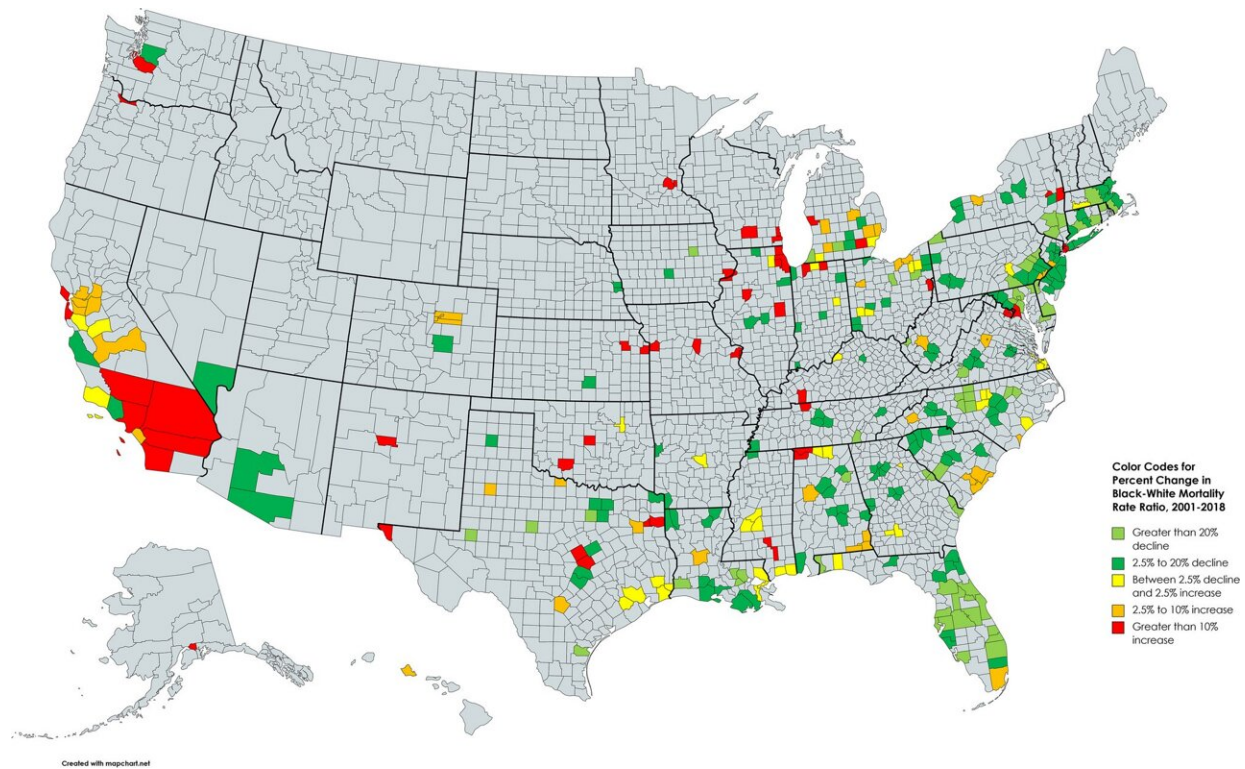 Color Codes for
Percent Change in
Black-White Mortality
Rate Ratio, 2001-2018
Greater than 20%
decline
2.5% to 20% decline
Between 2.5% decline
and 2.5% increase
2.5% to 10% increase
Greater than 10%
increase
Created with mapchart.net